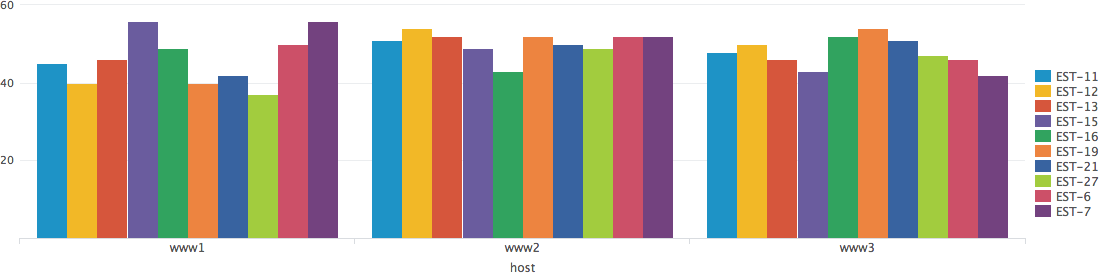 60
40
20
www1
www2
www3
host
EST-11
EST-12
EST-13
EST-15
EST-16
EST-19
EST-21
EST-27
EST-6
EST-7